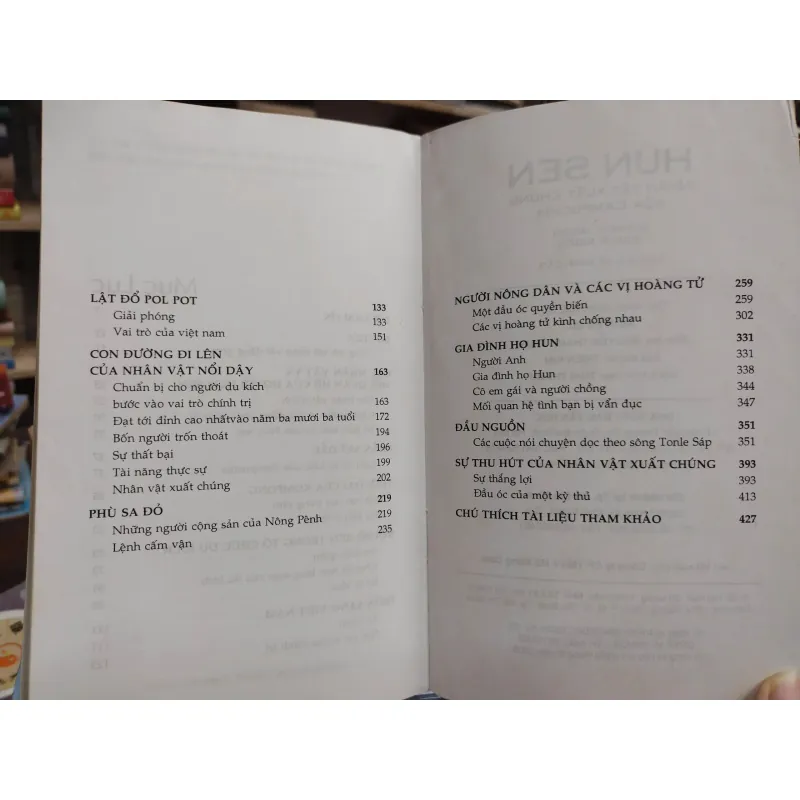 LẬT ĐỔ POL POT 133
Giải phóng 133
Vai trò của việt nam 151
CON ĐƯỜNG ĐI LÊN
CỦA NHÂN VẬT NỔI DẬY 163
Chuẩn bị cho người du kích
bước vào vai trò chính trị 163
Đạt tới đỉnh cao nhấtvào năm ba mươi ba tuổi 172
Bốn người trốn thoát 194
Sự thất bại 196
Tài năng thực sự 199
Nhân vật xuất chúng 202
PHÙ SA ĐỎ 219
Những người cộng sản của Nông Pênh 219
Lệnh cấm vận 235
NGƯỜI NÔNG DÂN VÀ CÁC VỊ HOÀNG TỬ 259
Một đầu óc quyền biến 259
Các vị hoàng tử kình chống nhau 302
GIA ĐÌNH HỌ HUN 331
Người Anh 331
Gia đình họ Hun 338
Cô em gái và người chồng 344
Mối quan hệ tình bạn bị vẩn đục 347
ĐẦU NGUỒN 351
Các cuộc nói chuyện dọc theo sông Tonle Sáp 351
SỰ THU HÚT CỦA NHÂN VẬT XUẤT CHÚNG 393
Sự thắng lợi 393
Đầu óc của một kỳ thủ 413
CHÚ THÍCH TÀI LIỆU THAM KHẢO 427